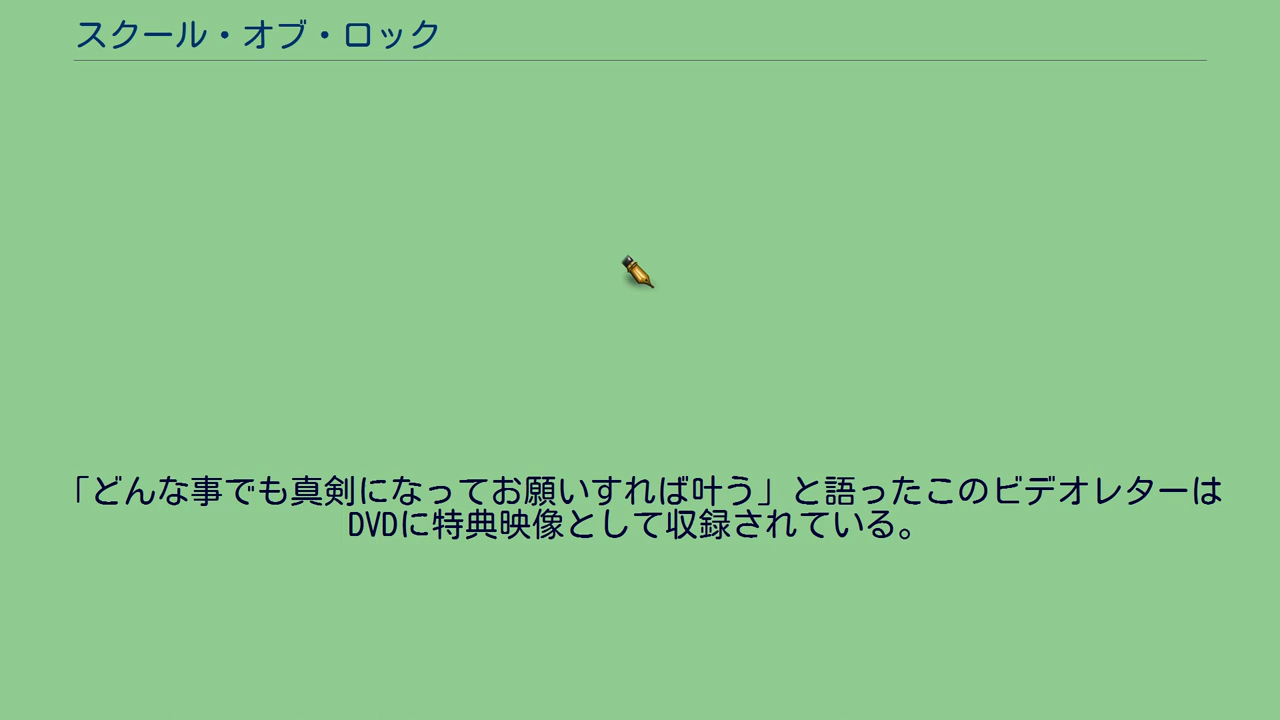 スクール・オブ・ロック
「どんな事でも真剣になってお願いすれば叶う」と語ったこのビデオレターは
DVDに特典映像として収録されている。